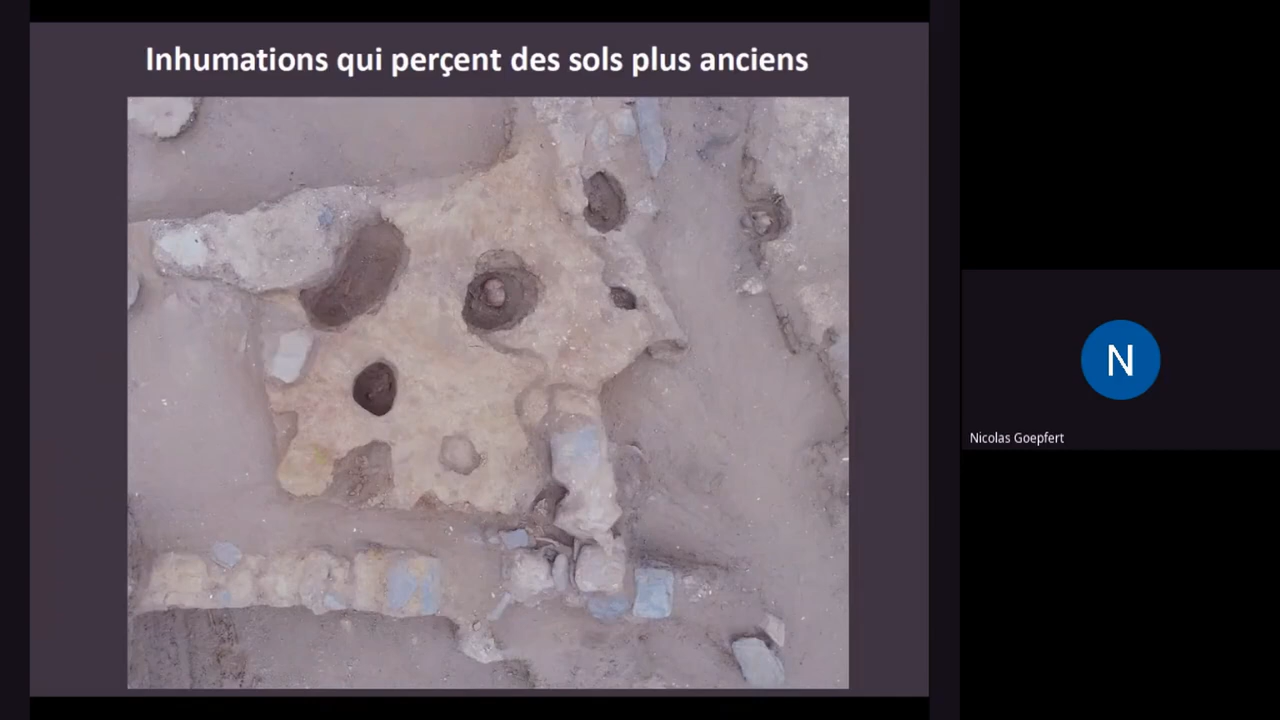 Inhumations qui perçent des sols plus anciens
N
Nicolas Goepfert